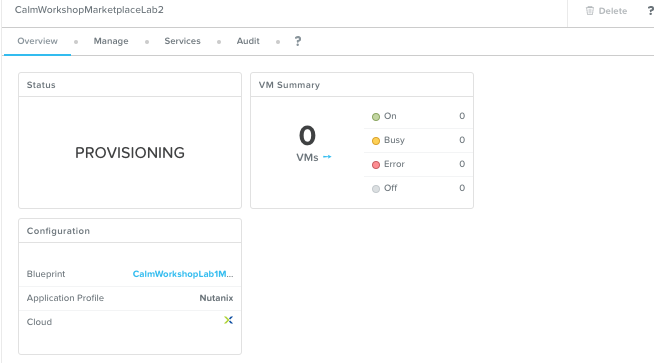 CalmWorkshopMarketplaceLab2
Delete ?
Overview Manage Services Audit ?
Status
PROVISIONING
VM Summary
0
VMs →
On 0
Busy 0
Error 0
Off 0
Configuration
Blueprint CalmWorkshopLab1M...
Application Profile Nutanix
Cloud